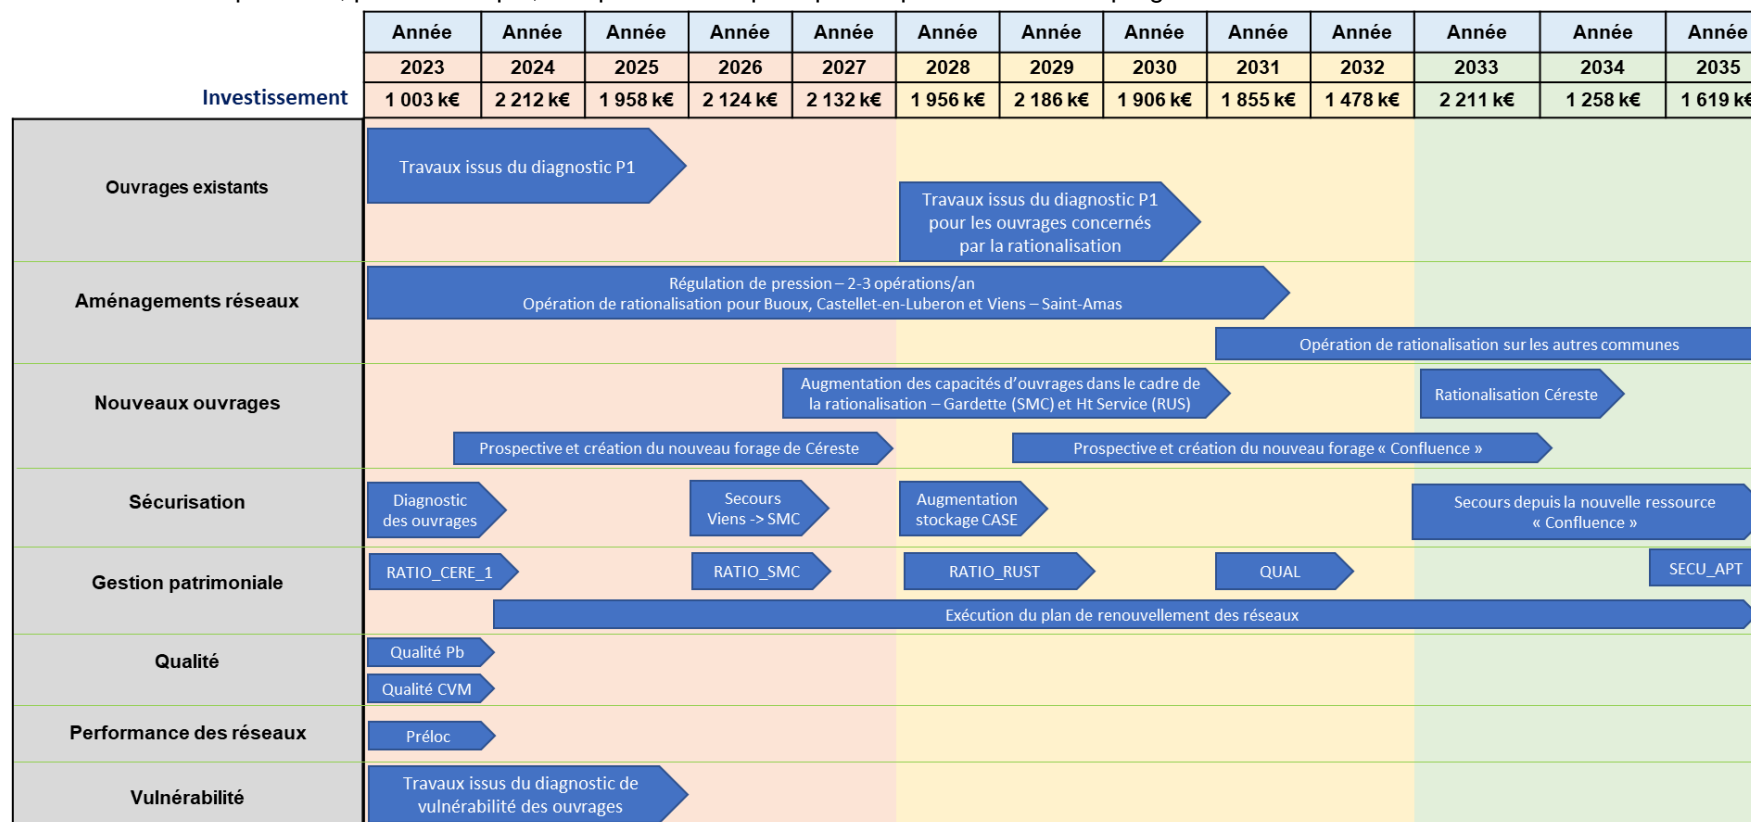 Année Année Année Année Année Année Année Année Année Année Année Année Année
2023 2024 2025 2026 2027 2028 2029 2030 2031 2032 2033 2034 2035
Investissement 1 003 k€ 2 212 k€ 1 958 k€ 2 124 k€ 2 132 k€ 1 956 k€ 2 186 k€ 1 906 k€ 1 855 k€ 1 478 k€ 2 211 k€ 1 258 k€ 1 619 k€
Ouvrages existants
Travaux issus du diagnostic P1
Travaux issus du diagnostic P1
pour les ouvrages concernés
par la rationalisation
Aménagements réseaux
Régulation de pression – 2-3 opérations/an
Opération de rationalisation pour Buoux, Castellet-en-Luberon et Viens – Saint-Amas
Opération de rationalisation sur les autres communes
Nouveaux ouvrages
Augmentation des capacités d'ouvrages dans le cadre de
la rationalisation – Gardette (SMC) et Ht Service (RUS)
Rationalisation Céreste
Prospective et création du nouveau forage de Céreste
Prospective et création du nouveau forage « Confluence »
Sécurisation
Diagnostic
des ouvrages
Secours
Viens -> SMC
Augmentation
stockage CASE
Secours depuis la nouvelle ressource
« Confluence »
Gestion patrimoniale
RATIO_CERE_1
RATIO_SMC
RATIO_RUST
QUAL
SECU_APT
Exécution du plan de renouvellement des réseaux
Qualité
Qualité Pb
Qualité CVM
Performance des réseaux
Préloc
Vulnérabilité
Travaux issus du diagnostic de
vulnérabilité des ouvrages